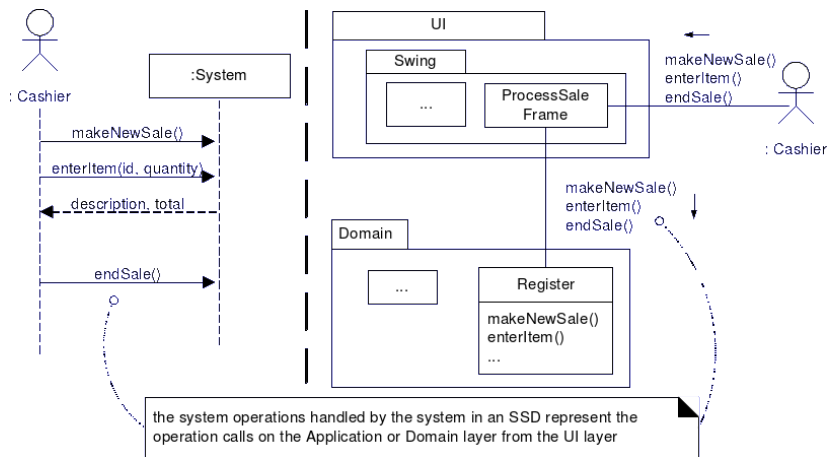 : Cashier
:System
makeNewSale()
enterItem(id, quantity)
description, total
endSale()
UI
Swing
...
ProcessSale
Frame
makeNewSale()
enterItem()
endSale()
: Cashier
makeNewSale()
enterItem()
endSale()
Domain
...
Register
makeNewSale()
enterItem()
...
the system operations handled by the system in an SSD represent the
operation calls on the Application or Domain layer from the UI layer